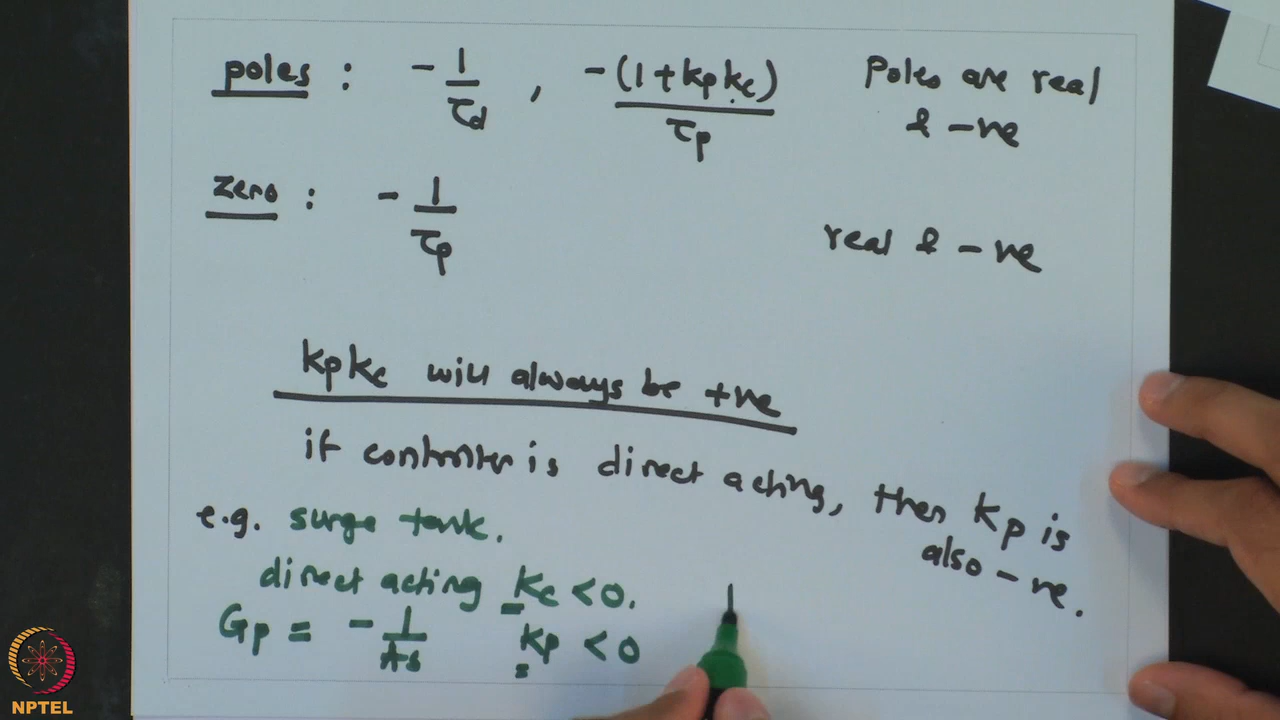 poles : - 1/τd , -(1+kpkc)/τp Poles are real
& -ve
zero : - 1/τp real & -ve
kpkc will always be +ve
if controller is direct acting, then kp is
also -ve.
e.g. surge tank.
direct acting kc < 0.
Gp = - 1/As kp < 0
NPTEL